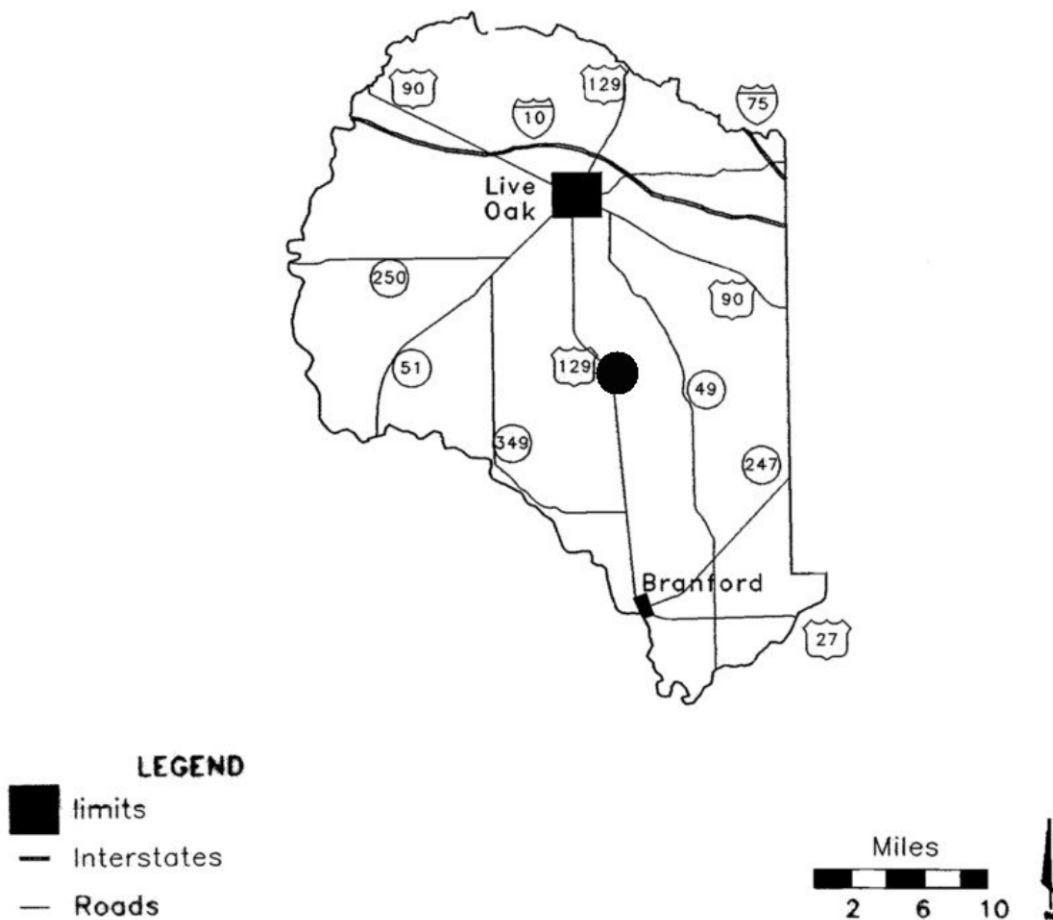 90
129
75
10
Live
Oak
250
90
129
51
49
349
247
Branford
27
LEGEND
limits
Interstates
Roads
Miles
2 6 10